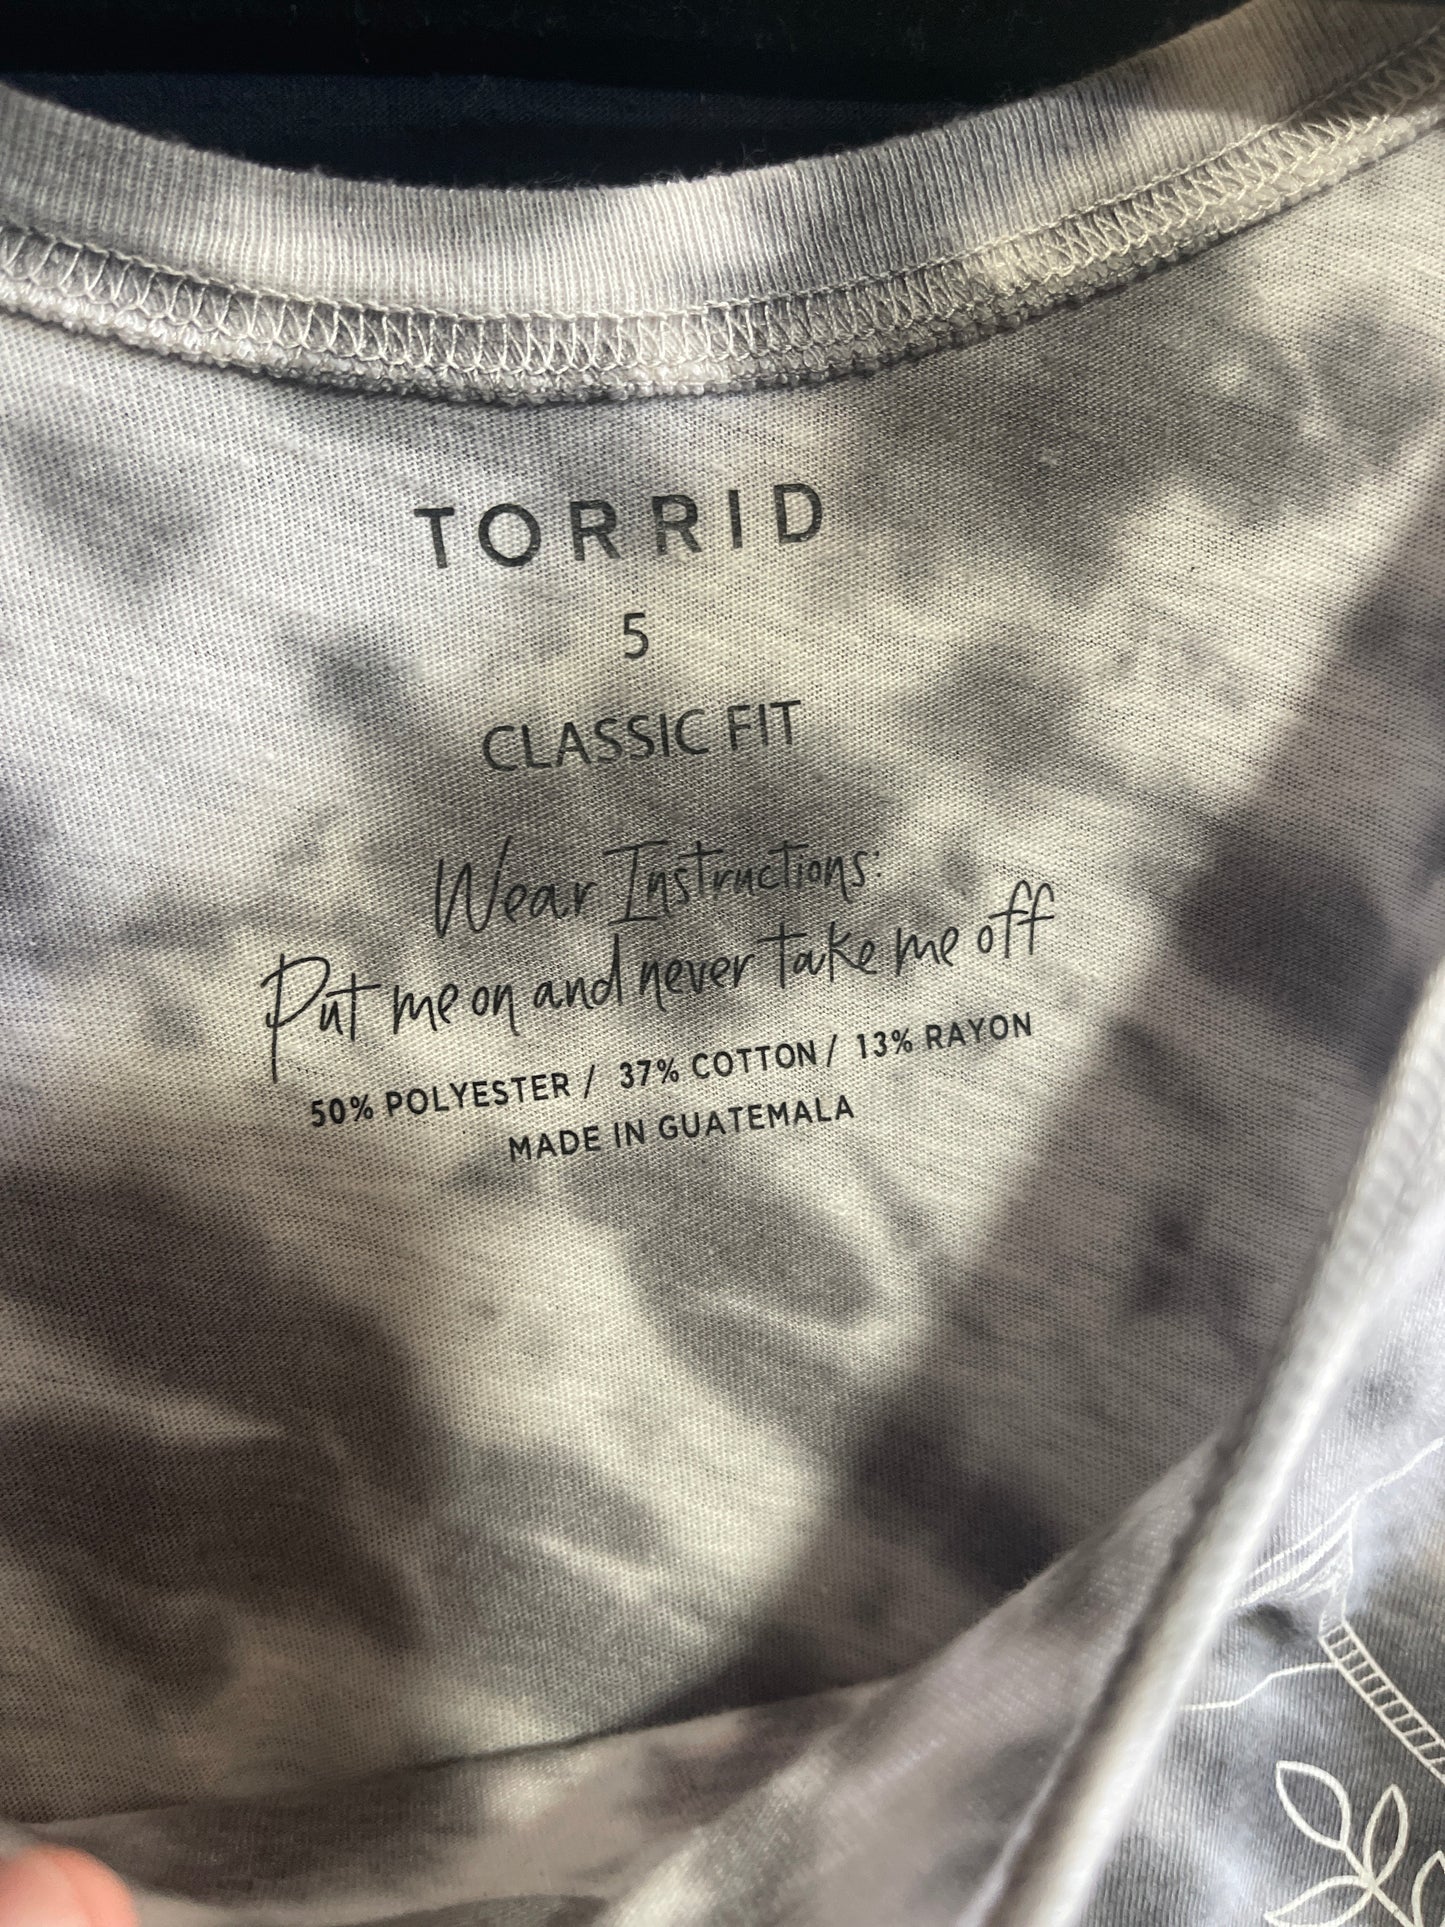 TORRID
5
CLASSIC FIT
Wear Instructions:
Put me on and never take me off
50% POLYESTER / 37% COTTON / 13% RAYON
MADE IN GUATEMALA